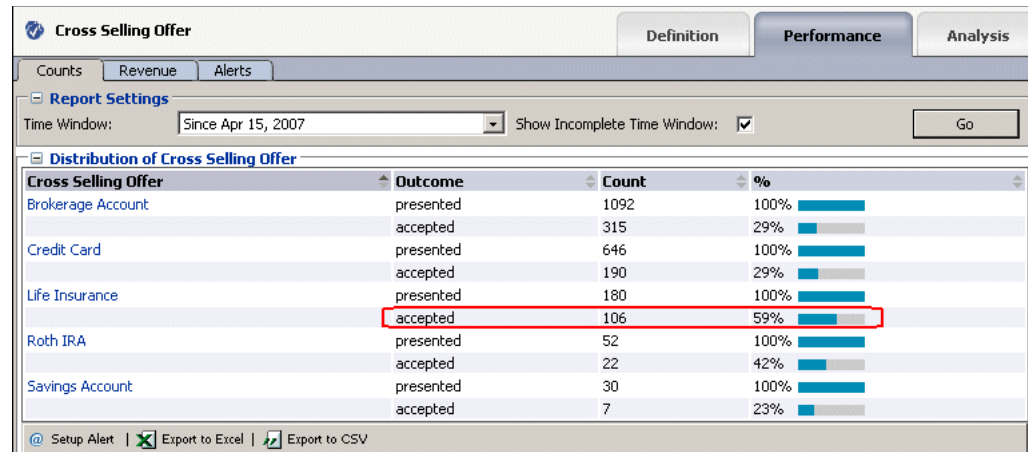 Cross Selling Offer Definition Performance Analysis
Counts Revenue Alerts
Report Settings
Time Window: Since Apr 15, 2007 Show Incomplete Time Window: Go
Distribution of Cross Selling Offer
Cross Selling Offer Outcome Count %
Brokerage Account presented 1092 100%
accepted 315 29%
Credit Card presented 646 100%
accepted 190 29%
Life Insurance presented 180 100%
accepted 106 59%
Roth IRA presented 52 100%
accepted 22 42%
Savings Account presented 30 100%
accepted 7 23%
@ Setup Alert | Export to Excel | Export to CSV